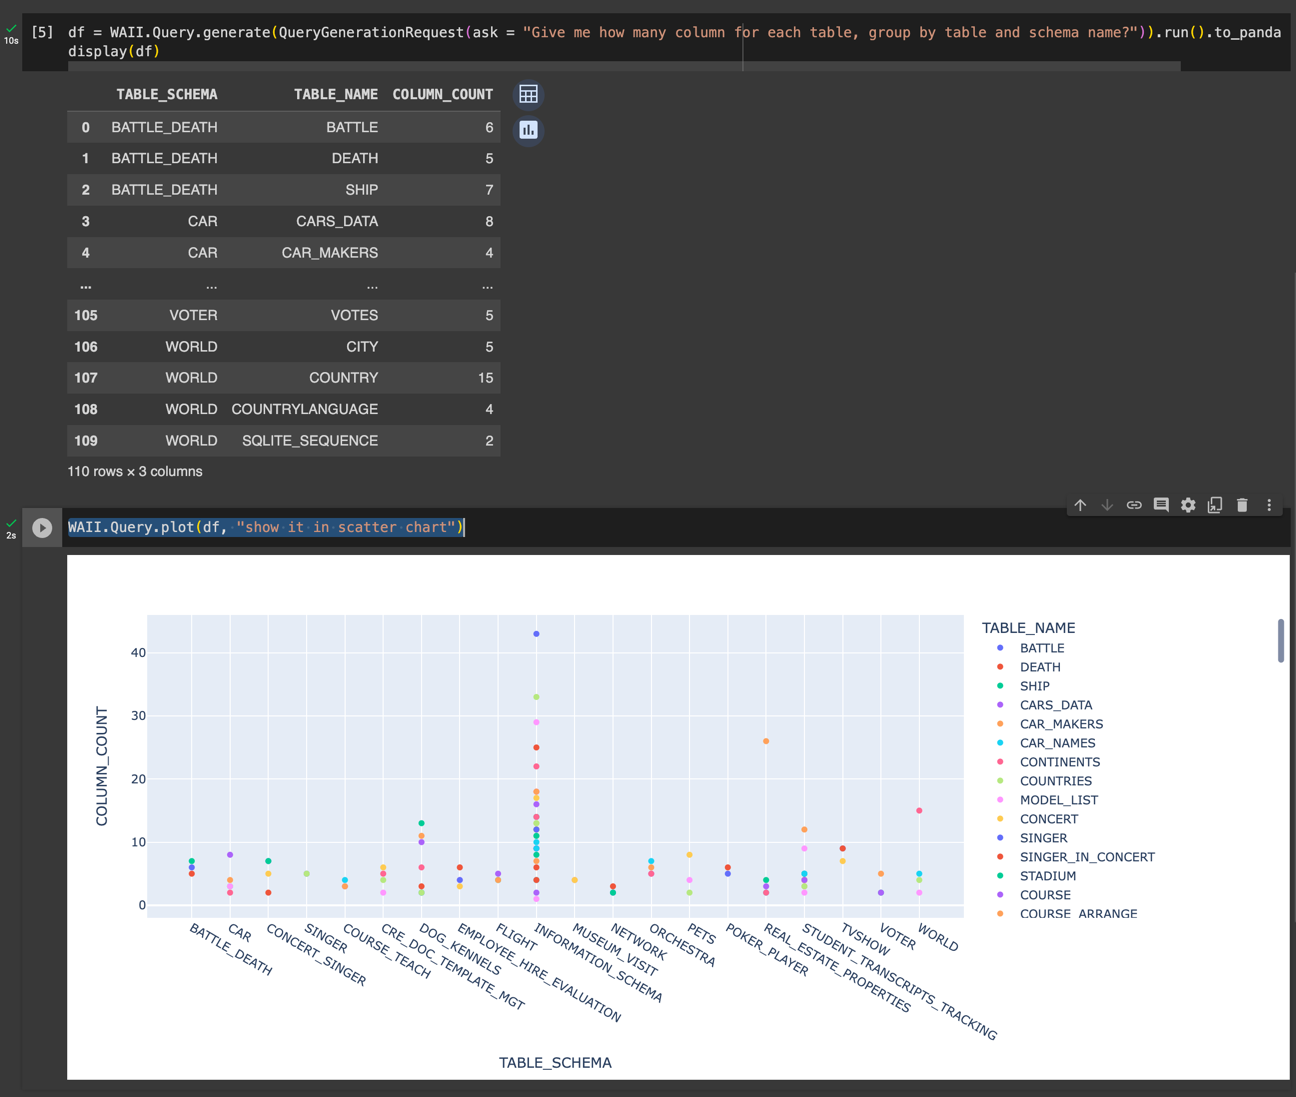 [5] df = WAII.Query.generate(QueryGenerationRequest(ask = "Give me how many column for each table, group by table and schema name?")).run().to_panda
10s
display(df)
TABLE_SCHEMA TABLE_NAME COLUMN_COUNT
0 BATTLE_DEATH BATTLE 6
1 BATTLE_DEATH DEATH 5
2 BATTLE_DEATH SHIP 7
3 CAR CARS_DATA 8
4 CAR CAR_MAKERS 4
... ... ... ...
105 VOTER VOTES 5
106 WORLD CITY 5
107 WORLD COUNTRY 15
108 WORLD COUNTRYLANGUAGE 4
109 WORLD SQLITE_SEQUENCE 2
110 rows × 3 columns
WAII.Query.plot(df, "show it in scatter chart")
2s
COLUMN_COUNT
40
30
20
10
0
BATTLE_DEATH
CAR
CONCERT_SINGER
SINGER
COURSE_TEACH
CRE_DOC_TEMPLATE_MGT
DOG_KENNELS
EMPLOYEE_HIRE_EVALUATION
FLIGHT
INFORMATION_SCHEMA
MUSEUM_VISIT
NETWORK
ORCHESTRA
PETS
POKER_PLAYER
REAL_ESTATE_PROPERTIES
STUDENT_TRANSCRIPTS_TRACKING
TVSHOW
VOTER
WORLD
TABLE_SCHEMA
TABLE_NAME
BATTLE
DEATH
SHIP
CARS_DATA
CAR_MAKERS
CAR_NAMES
CONTINENTS
COUNTRIES
MODEL_LIST
CONCERT
SINGER
SINGER_IN_CONCERT
STADIUM
COURSE
COURSE_ARRANGE